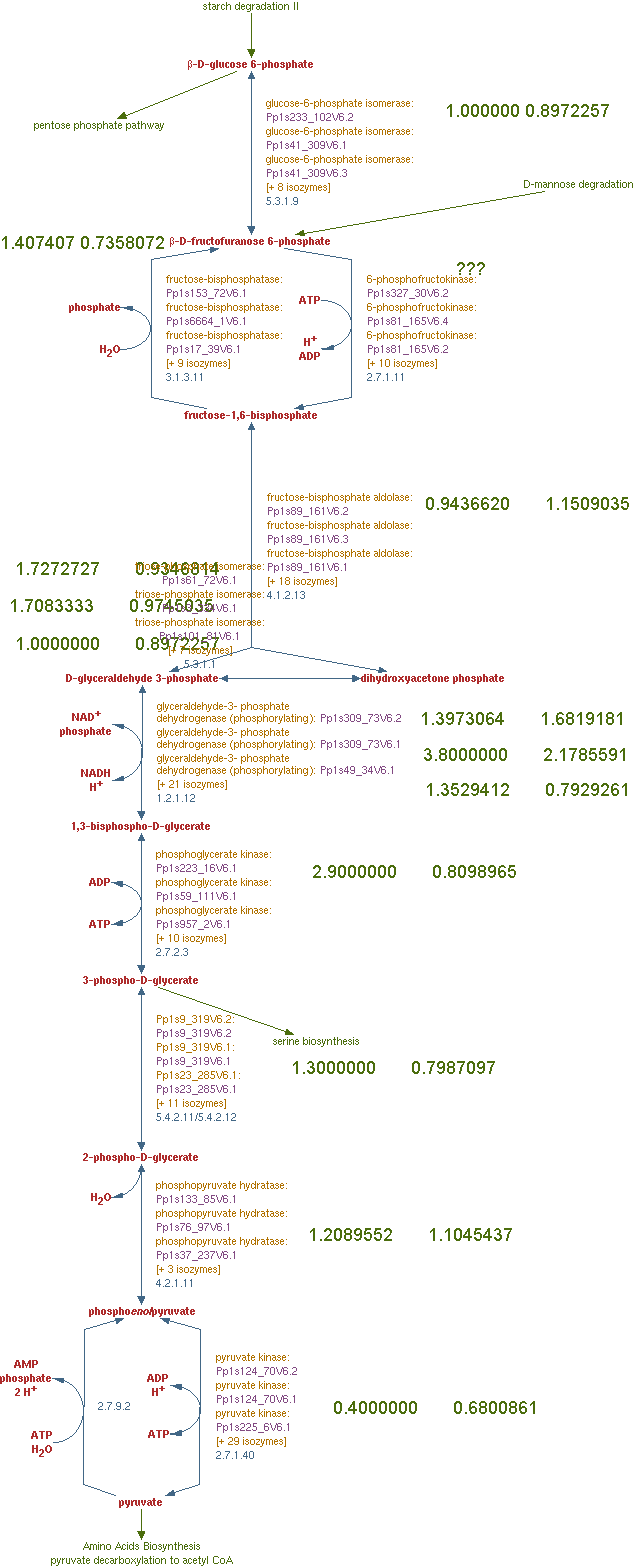 starch degradation II
β-D-glucose 6-phosphate
pentose phosphate pathway
glucose-6-phosphate isomerase:
Pp1s233_102V6.2
glucose-6-phosphate isomerase:
Pp1s41_309V6.1
glucose-6-phosphate isomerase:
Pp1s41_309V6.3
[+ 8 isozymes]
5.3.1.9
1.000000 0.8972257
D-mannose degradation
1.407407 0.7358072
β-D-fructofuranose 6-phosphate
phosphate
H2O
fructose-bisphosphatase:
Pp1s153_72V6.1
fructose-bisphosphatase:
Pp1s6664_1V6.1
fructose-bisphosphatase:
Pp1s17_39V6.1
[+ 9 isozymes]
3.1.3.11
ATP
H+
ADP
???
6-phosphofructokinase:
Pp1s327_30V6.2
6-phosphofructokinase:
Pp1s81_165V6.4
6-phosphofructokinase:
Pp1s81_165V6.2
[+ 10 isozymes]
2.7.1.11
fructose-1,6-bisphosphate
fructose-bisphosphate aldolase:
Pp1s89_161V6.2
fructose-bisphosphate aldolase:
Pp1s89_161V6.3
fructose-bisphosphate aldolase:
Pp1s89_161V6.1
[+ 18 isozymes]
4.1.2.13
0.9436620 1.1509035
1.7272727 0.9346814
1.7083333 0.9745035
1.0000000 0.8972257
triose-phosphate isomerase:
Pp1s61_72V6.1
triose-phosphate isomerase:
triose-phosphate isomerase:
Pp1s101_81V6.1
isozymes]
5.3.1.1
D-glyceraldehyde 3-phosphate
dihydroxyacetone phosphate
NAD+
phosphate
NADH
H+
glyceraldehyde-3- phosphate
dehydrogenase (phosphorylating): Pp1s309_73V6.2
glyceraldehyde-3- phosphate
dehydrogenase (phosphorylating): Pp1s309_73V6.1
glyceraldehyde-3- phosphate
dehydrogenase (phosphorylating): Pp1s49_34V6.1
[+ 21 isozymes]
1.2.1.12
1.3973064 1.6819181
3.8000000 2.1785591
1.3529412 0.7929261
1,3-bisphospho-D-glycerate
ADP
ATP
phosphoglycerate kinase:
Pp1s223_16V6.1
phosphoglycerate kinase:
Pp1s59_111V6.1
phosphoglycerate kinase:
Pp1s957_2V6.1
[+ 10 isozymes]
2.7.2.3
2.9000000 0.8098965
3-phospho-D-glycerate
serine biosynthesis
Pp1s9_319V6.2:
Pp1s9_319V6.2
Pp1s9_319V6.1:
Pp1s9_319V6.1
Pp1s23_285V6.1:
Pp1s23_285V6.1
[+ 11 isozymes]
5.4.2.11/5.4.2.12
1.3000000 0.7987097
2-phospho-D-glycerate
H2O
phosphopyruvate hydratase:
Pp1s133_85V6.1
phosphopyruvate hydratase:
Pp1s76_97V6.1
phosphopyruvate hydratase:
Pp1s37_237V6.1
[+ 3 isozymes]
4.2.1.11
1.2089552 1.1045437
phosphoenolpyruvate
AMP
phosphate
2 H+
ATP
H2O
2.7.9.2
ADP
H+
ATP
pyruvate kinase:
Pp1s124_70V6.2
pyruvate kinase:
Pp1s124_70V6.1
pyruvate kinase:
Pp1s225_6V6.1
[+ 29 isozymes]
2.7.1.40
0.4000000 0.6800861
pyruvate
Amino Acids Biosynthesis
pyruvate decarboxylation to acetyl CoA